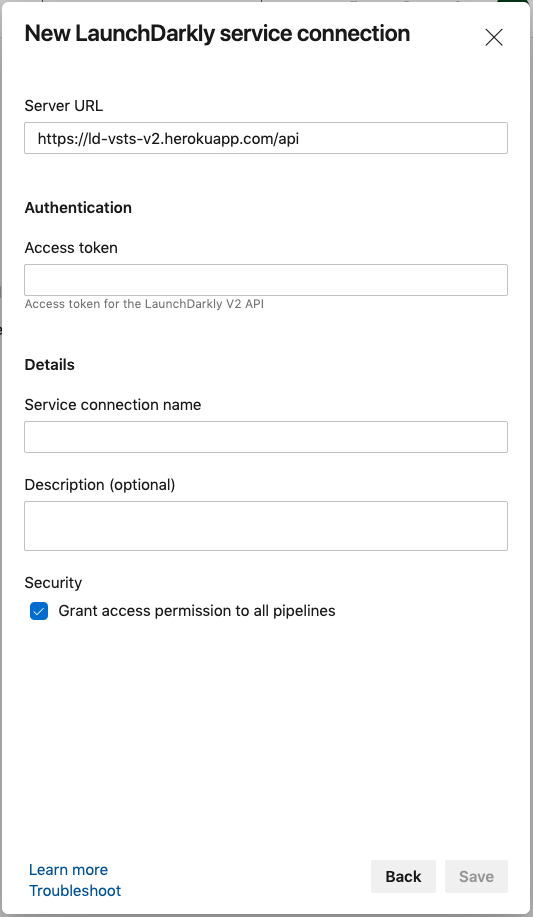 New LaunchDarkly service connection
Server URL
https://ld-vsts-v2.herokuapp.com/api
Authentication
Access token
Access token for the LaunchDarkly V2 API
Details
Service connection name
Description (optional)
Security
Grant access permission to all pipelines
Learn more
Troubleshoot
Back
Save